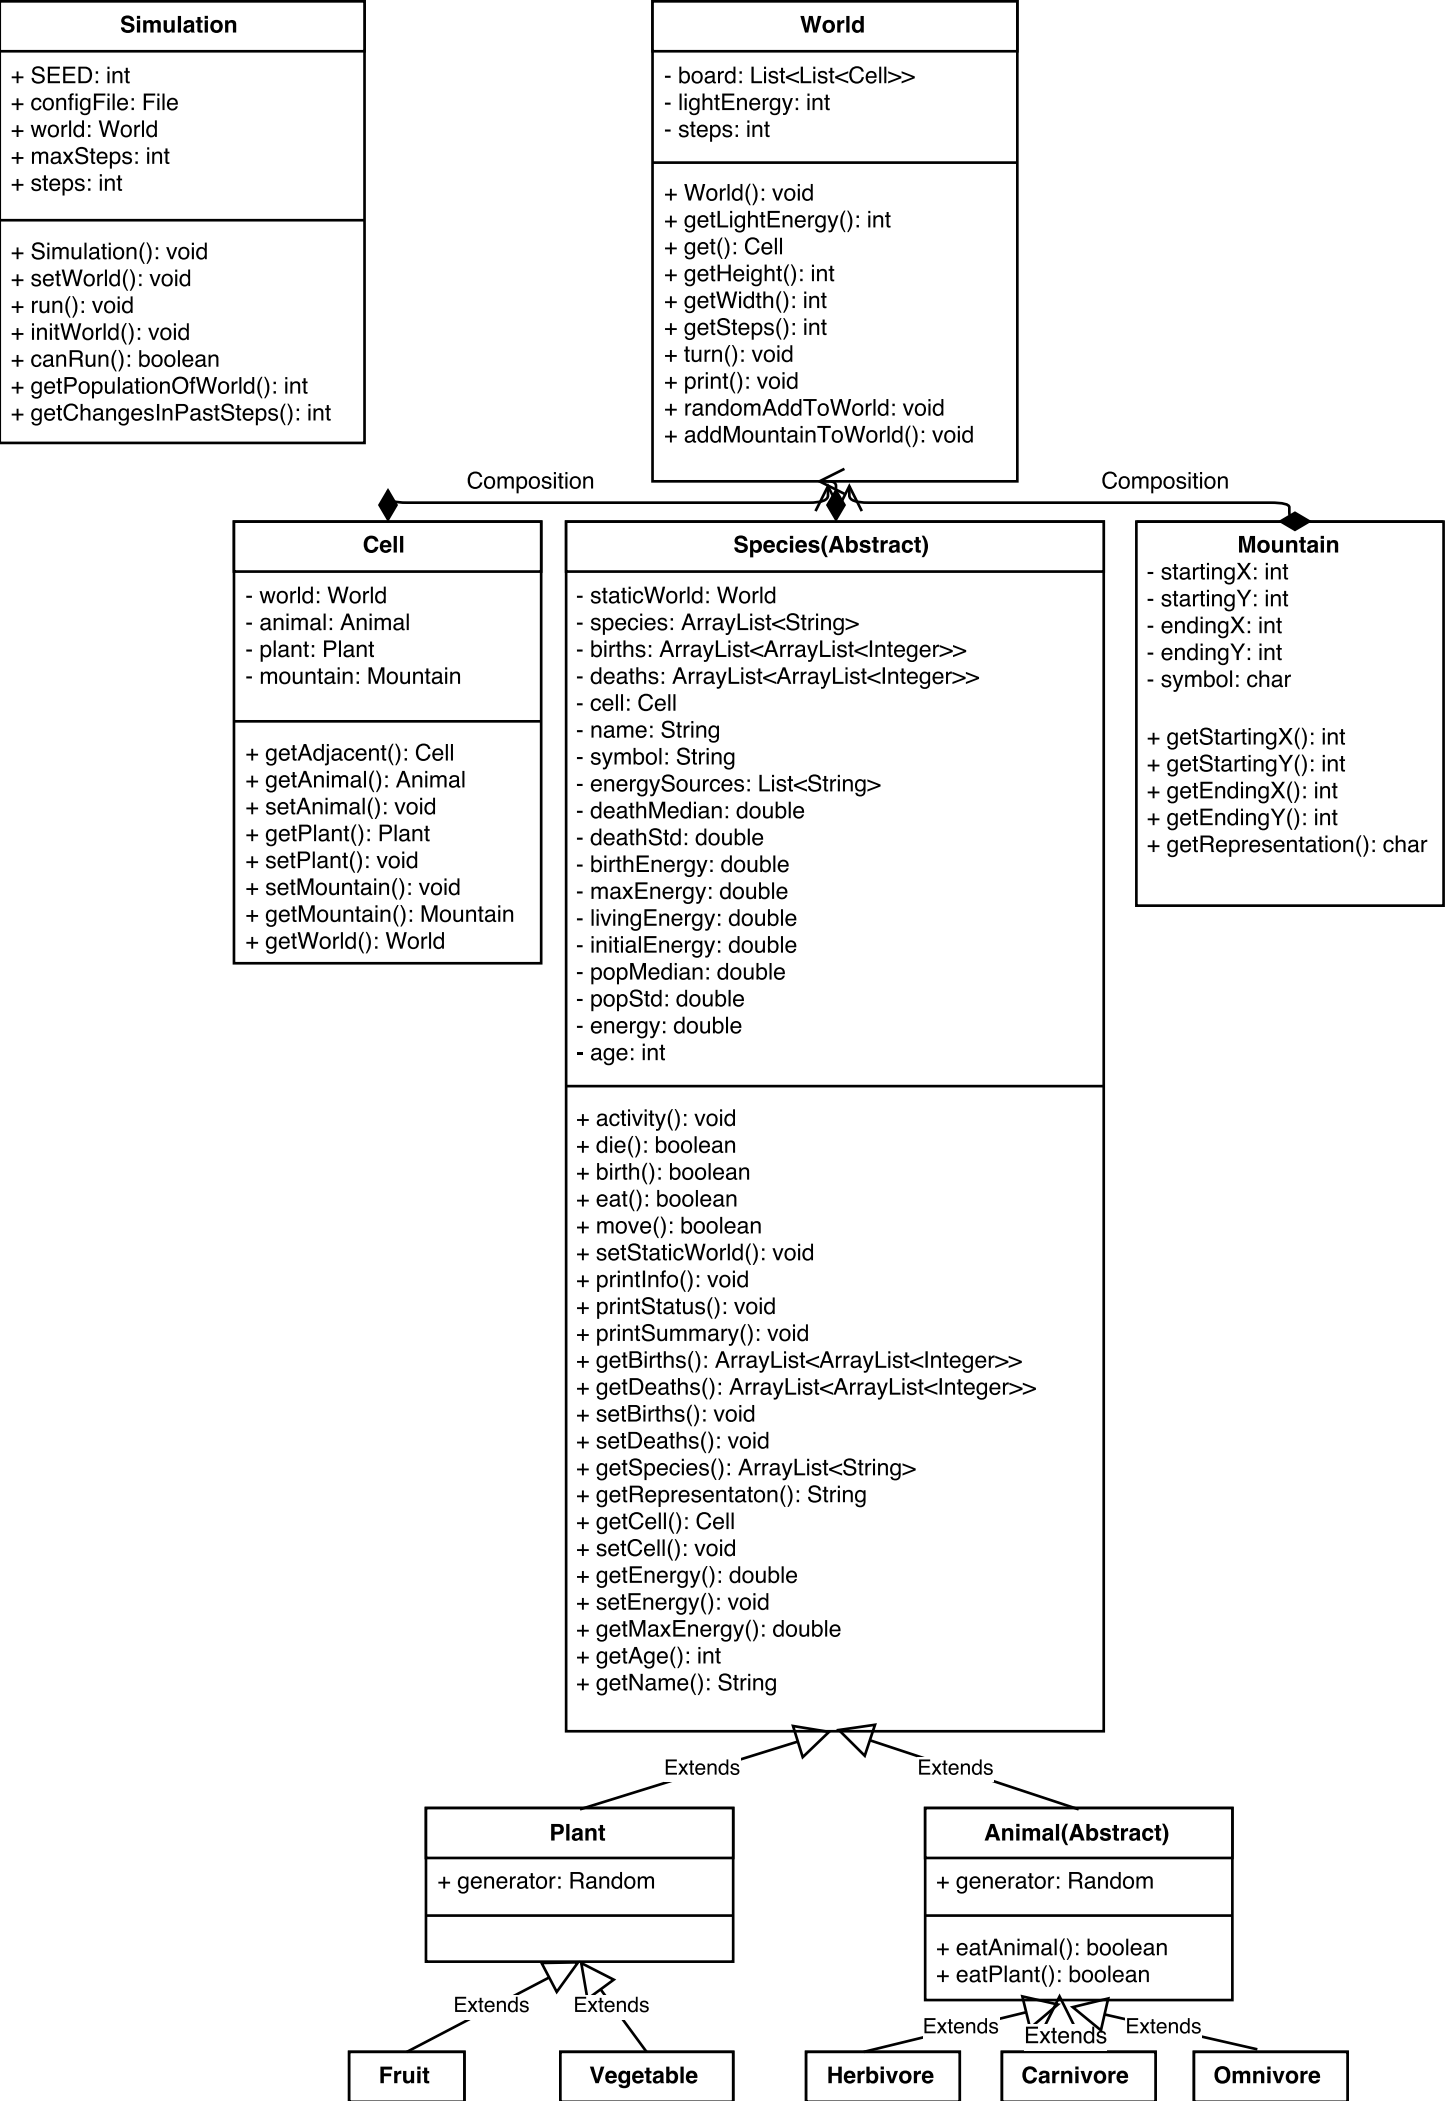 Simulation
+ SEED: int
+ configFile: File
+ world: World
+ maxSteps: int
+ steps: int
+ Simulation(): void
+ setWorld(): void
+ run(): void
+ initWorld(): void
+ canRun(): boolean
+ getPopulationOfWorld(): int
+ getChangesInPastSteps(): int
World
- board: List<List<Cell>>
- lightEnergy: int
- steps: int
+ World(): void
+ getLightEnergy(): int
+ get(): Cell
+ getHeight(): int
+ getWidth(): int
+ getSteps(): int
+ turn(): void
+ print(): void
+ randomAddToWorld: void
+ addMountainToWorld(): void
Composition
Composition
Cell
- world: World
- animal: Animal
- plant: Plant
- mountain: Mountain
+ getAdjacent(): Cell
+ getAnimal(): Animal
+ setAnimal(): void
+ getPlant(): Plant
+ setPlant(): void
+ setMountain(): void
+ getMountain(): Mountain
+ getWorld(): World
Species(Abstract)
- staticWorld: World
- species: ArrayList<String>
- births: ArrayList<ArrayList<Integer>>
- deaths: ArrayList<ArrayList<Integer>>
- cell: Cell
- name: String
- symbol: String
- energySources: List<String>
- deathMedian: double
- deathStd: double
- birthEnergy: double
- maxEnergy: double
- livingEnergy: double
- initialEnergy: double
- popMedian: double
- popStd: double
- energy: double
- age: int
+ activity(): void
+ die(): boolean
+ birth(): boolean
+ eat(): boolean
+ move(): boolean
+ setStaticWorld(): void
+ printInfo(): void
+ printStatus(): void
+ printSummary(): void
+ getBirths(): ArrayList<ArrayList<Integer>>
+ getDeaths(): ArrayList<ArrayList<Integer>>
+ setBirths(): void
+ setDeaths(): void
+ getSpecies(): ArrayList<String>
+ getRepresentaton(): String
+ getCell(): Cell
+ setCell(): void
+ getEnergy(): double
+ setEnergy(): void
+ getMaxEnergy(): double
+ getAge(): int
+ getName(): String
Mountain
- startingX: int
- startingY: int
- endingX: int
- endingY: int
- symbol: char
+ getStartingX(): int
+ getStartingY(): int
+ getEndingX(): int
+ getEndingY(): int
+ getRepresentation(): char
Extends
Extends
Plant
+ generator: Random
Animal(Abstract)
+ generator: Random
+ eatAnimal(): boolean
+ eatPlant(): boolean
Extends
Extends
Extends
Extends
Extends
Fruit
Vegetable
Herbivore
Carnivore
Omnivore